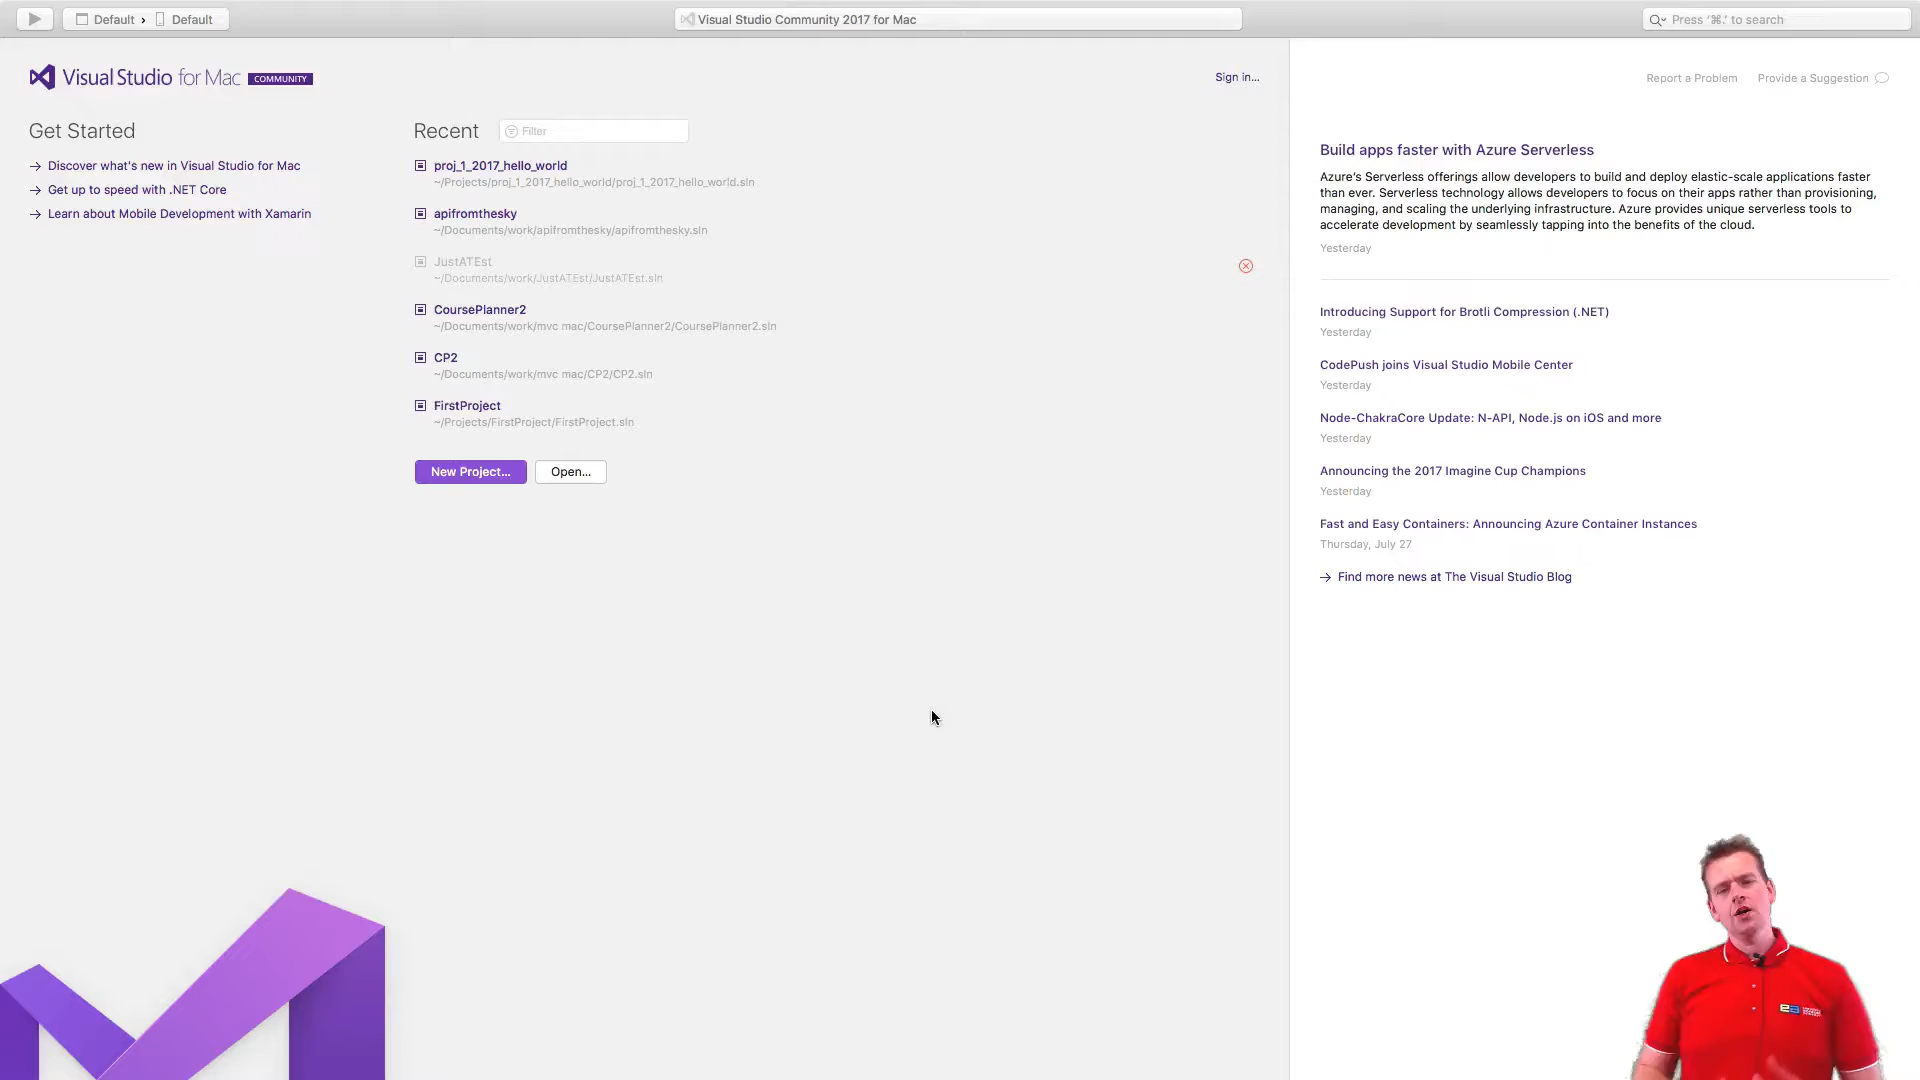 Default › Default
Visual Studio Community 2017 for Mac
Press '⌘.' to search
Visual Studio for Mac COMMUNITY
Sign in...
Get Started
Discover what's new in Visual Studio for Mac
Get up to speed with .NET Core
Learn about Mobile Development with Xamarin
Recent
Filter
proj_1_2017_hello_world
~/Projects/proj_1_2017_hello_world/proj_1_2017_hello_world.sln
apifromthesky
~/Documents/work/apifromthesky/apifromthesky.sln
JustATEst
~/Documents/work/JustATEst/JustATEst.sln
CoursePlanner2
~/Documents/work/mvc mac/CoursePlanner2/CoursePlanner2.sln
CP2
~/Documents/work/mvc mac/CP2/CP2.sln
FirstProject
~/Projects/FirstProject/FirstProject.sln
New Project...
Open...
Report a Problem
Provide a Suggestion
Build apps faster with Azure Serverless
Azure's Serverless offerings allow developers to build and deploy elastic-scale applications faster
than ever. Serverless technology allows developers to focus on their apps rather than provisioning,
managing, and scaling the underlying infrastructure. Azure provides unique serverless tools to
accelerate development by seamlessly tapping into the benefits of the cloud.
Yesterday
Introducing Support for Brotli Compression (.NET)
Yesterday
CodePush joins Visual Studio Mobile Center
Yesterday
Node-ChakraCore Update: N-API, Node.js on iOS and more
Yesterday
Announcing the 2017 Imagine Cup Champions
Yesterday
Fast and Easy Containers: Announcing Azure Container Instances
Thursday, July 27
Find more news at The Visual Studio Blog